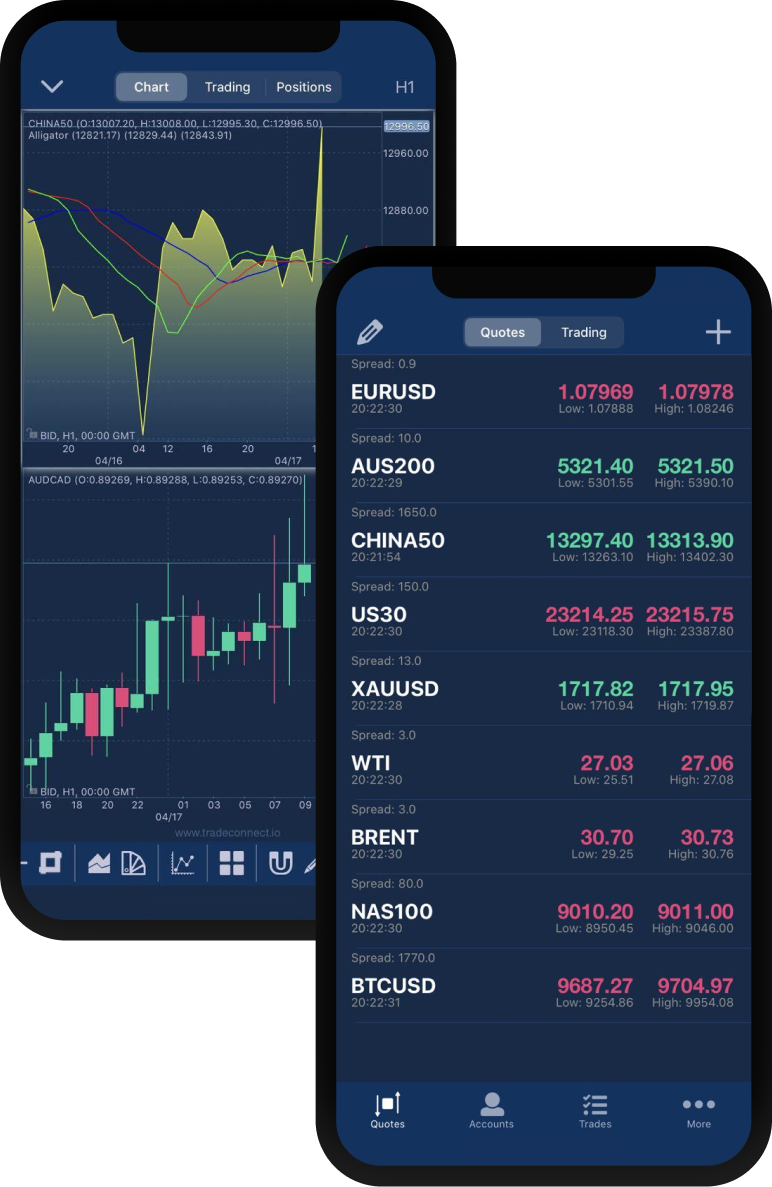 Chart Trading Positions H1
CHINA50 (O:13007.20, H:13008.00, L:12995.30, C:12996.50)
12996.50
Alligator (12821.17) (12829.44) (12843.91)
12960.00
12880.00
BID, H1, 00:00 GMT
20 04 12 16 20
04/16 04/17
AUDCAD (O:0.89269, H:0.89288, L:0.89253, C:0.89270)
BID, H1, 00:00 GMT
16 18 20 22 01 03 05 07 09
04/17
www.tradeconnect.io
Quotes Trading
Spread: 0.9
EURUSD 1.07969 1.07978
20:22:30 Low: 1.07888 High: 1.08246
Spread: 10.0
AUS200 5321.40 5321.50
20:22:29 Low: 5301.55 High: 5390.10
Spread: 1650.0
CHINA50 13297.40 13313.90
20:21:54 Low: 13263.10 High: 13402.30
Spread: 150.0
US30 23214.25 23215.75
20:22:30 Low: 23118.30 High: 23387.80
Spread: 13.0
XAUUSD 1717.82 1717.95
20:22:28 Low: 1710.94 High: 1719.87
Spread: 3.0
WTI 27.03 27.06
20:22:30 Low: 25.51 High: 27.08
Spread: 3.0
BRENT 30.70 30.73
20:22:30 Low: 29.25 High: 30.76
Spread: 80.0
NAS100 9010.20 9011.00
20:22:30 Low: 8950.45 High: 9046.00
Spread: 1770.0
BTCUSD 9687.27 9704.97
20:22:31 Low: 9254.86 High: 9954.08
Quotes Accounts Trades More